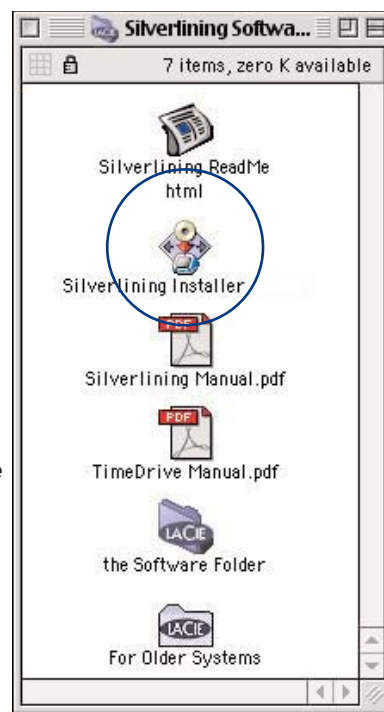 Silverlining Softwa...
7 items, zero K available
Silverlining ReadMe
html
Silverlining Installer
PDF
Silverlining Manual.pdf
PDF
e
TimeDrive Manual.pdf
LACIE
the Software Folder
LACIE
For Older Systems